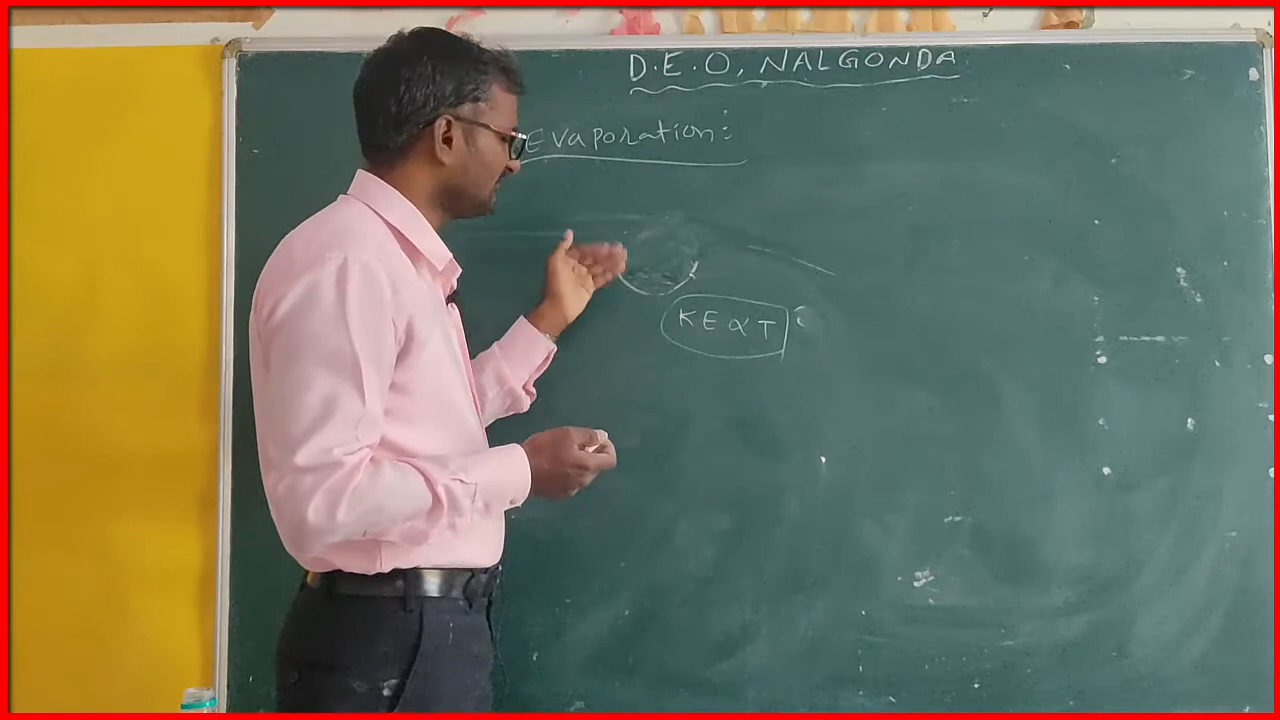 D.E.O, NALGONDA
Evaporation:
KE ∝ T